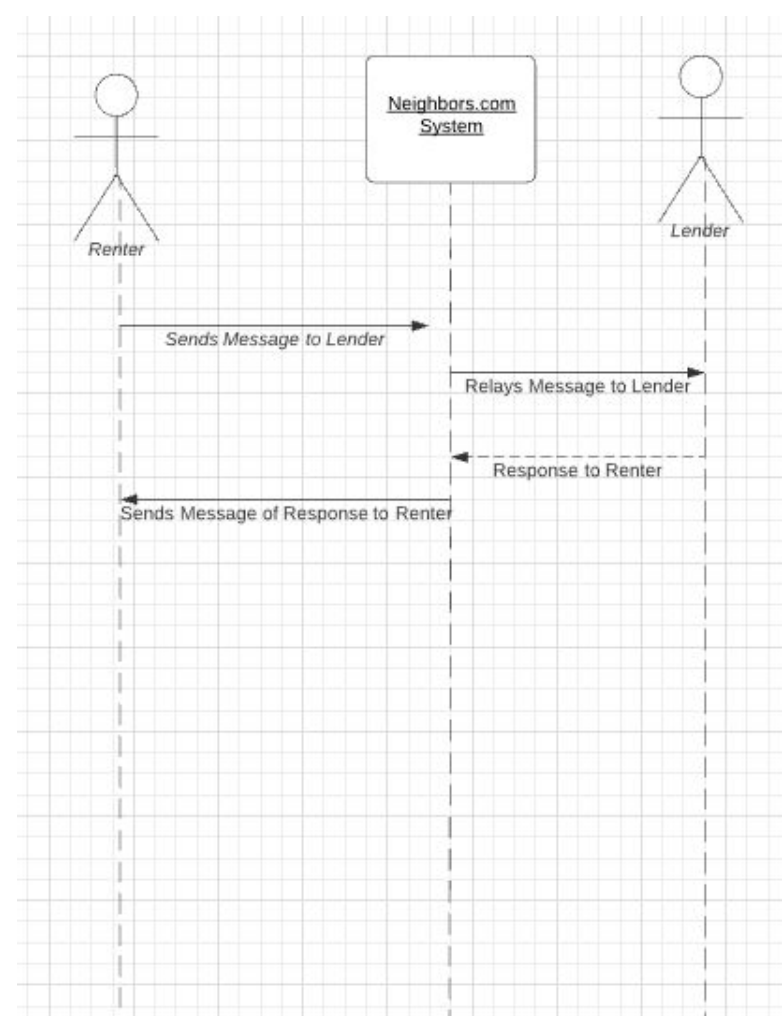 Neighbors.com
System
Renter
Lender
Sends Message to Lender
Relays Message to Lender
Response to Renter
Sends Message of Response to Renter